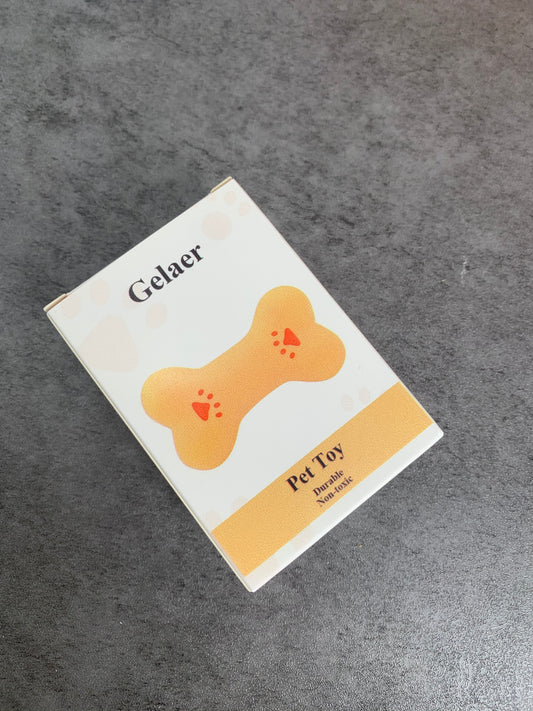 Gelaer
Pet Toy
Durable
Non-toxic